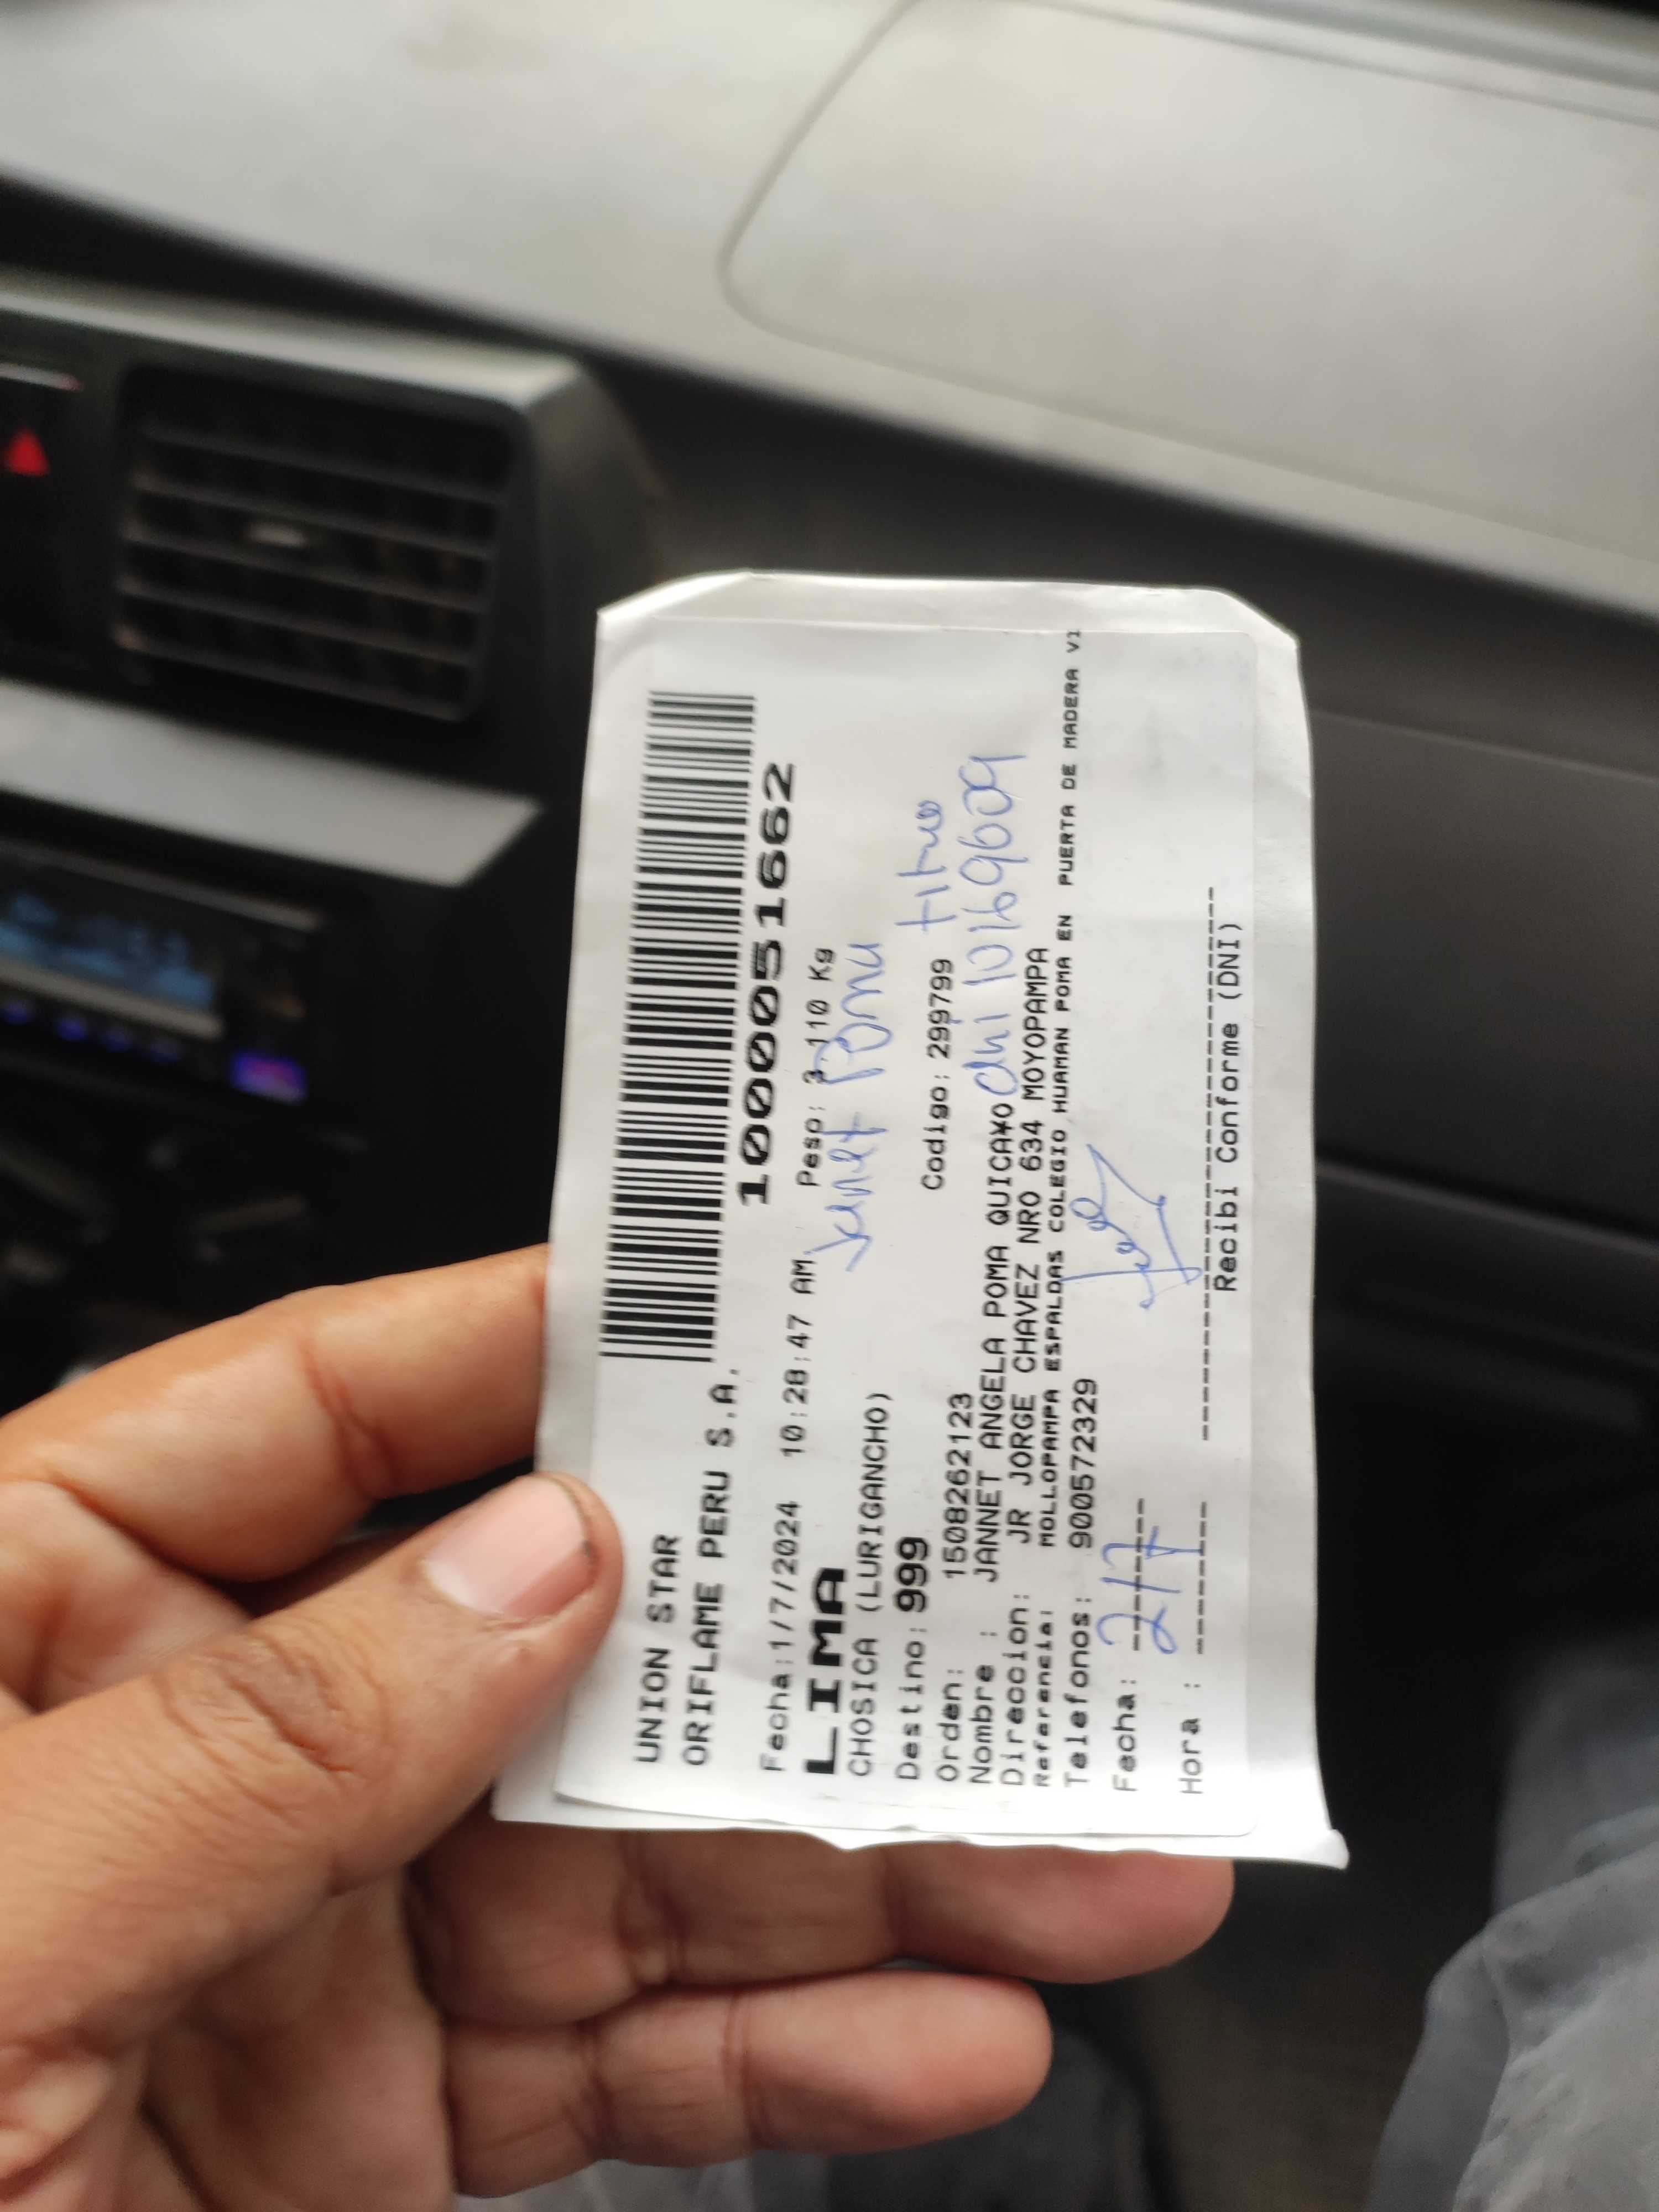 UNION STAR
ORIFLAME PERU S.A.
10000051662
Fecha:1/7/2024 10:28:47 AM Peso: 3.110 Kg
LIMA
Janet Poma
CHOSICA (LURIGANCHO)
Destino: 999 Codigo: 299799 titus
Orden: 1508262123
dni 10169609
Nombre : JANNET ANGELA POMA QUICA¥O
Direccion: JR JORGE CHAVEZ NRO 634 MOYOPAMPA
Referencia: MOLLOPAMPA ESPALDAS COLEGIO HUAMAN POMA EN PUERTA DE MADERA V1
Telefonos: 900572329
Fecha: 2/7
Hora :
Recibi Conforme (DNI)